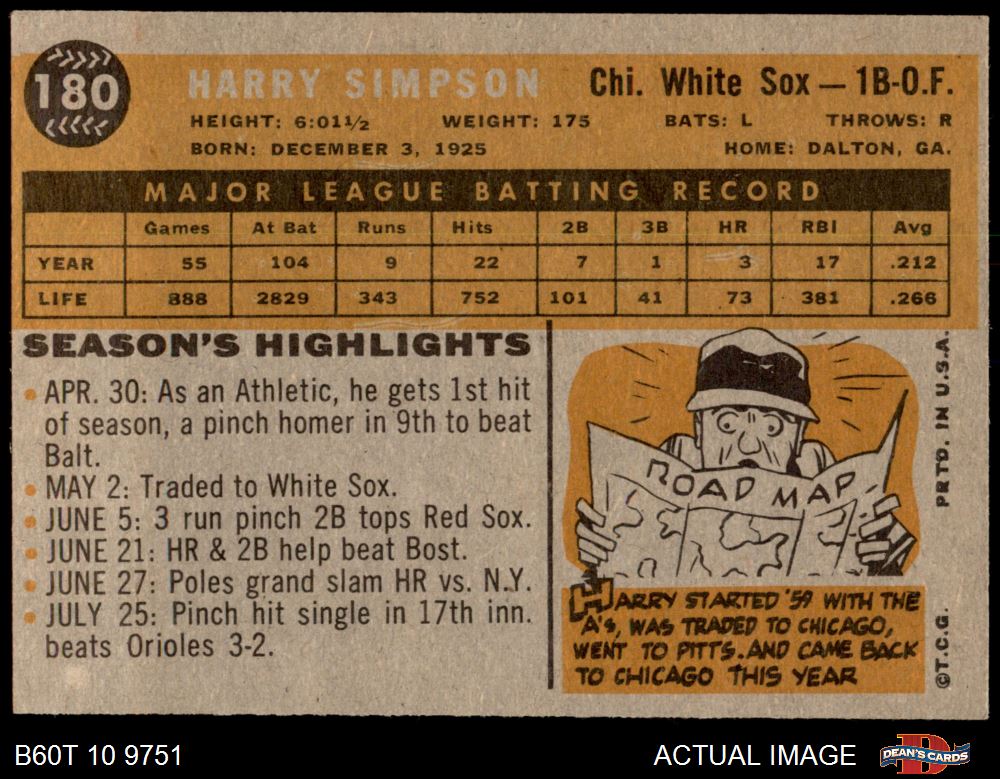 180
HARRY SIMPSON Chi. White Sox — 1B-O.F.
HEIGHT: 6:01½ WEIGHT: 175 BATS: L THROWS: R
BORN: DECEMBER 3, 1925 HOME: DALTON, GA.
MAJOR LEAGUE BATTING RECORD
Games At Bat Runs Hits 2B 3B HR RBI Avg
YEAR 55 104 9 22 7 1 3 17 .212
LIFE 888 2829 343 752 101 41 73 381 .266
SEASON'S HIGHLIGHTS
• APR. 30: As an Athletic, he gets 1st hit
of season, a pinch homer in 9th to beat
Balt.
• MAY 2: Traded to White Sox.
• JUNE 5: 3 run pinch 2B tops Red Sox.
• JUNE 21: HR & 2B help beat Bost.
• JUNE 27: Poles grand slam HR vs. N.Y.
• JULY 25: Pinch hit single in 17th inn.
beats Orioles 3-2.
ROAD MAP
HARRY STARTED '59 WITH THE
A's, WAS TRADED TO CHICAGO,
WENT TO PITTS. AND CAME BACK
TO CHICAGO THIS YEAR
©T.C.G. PRTD. IN U.S.A.
B60T 10 9751
ACTUAL IMAGE
DEAN'S CARDS